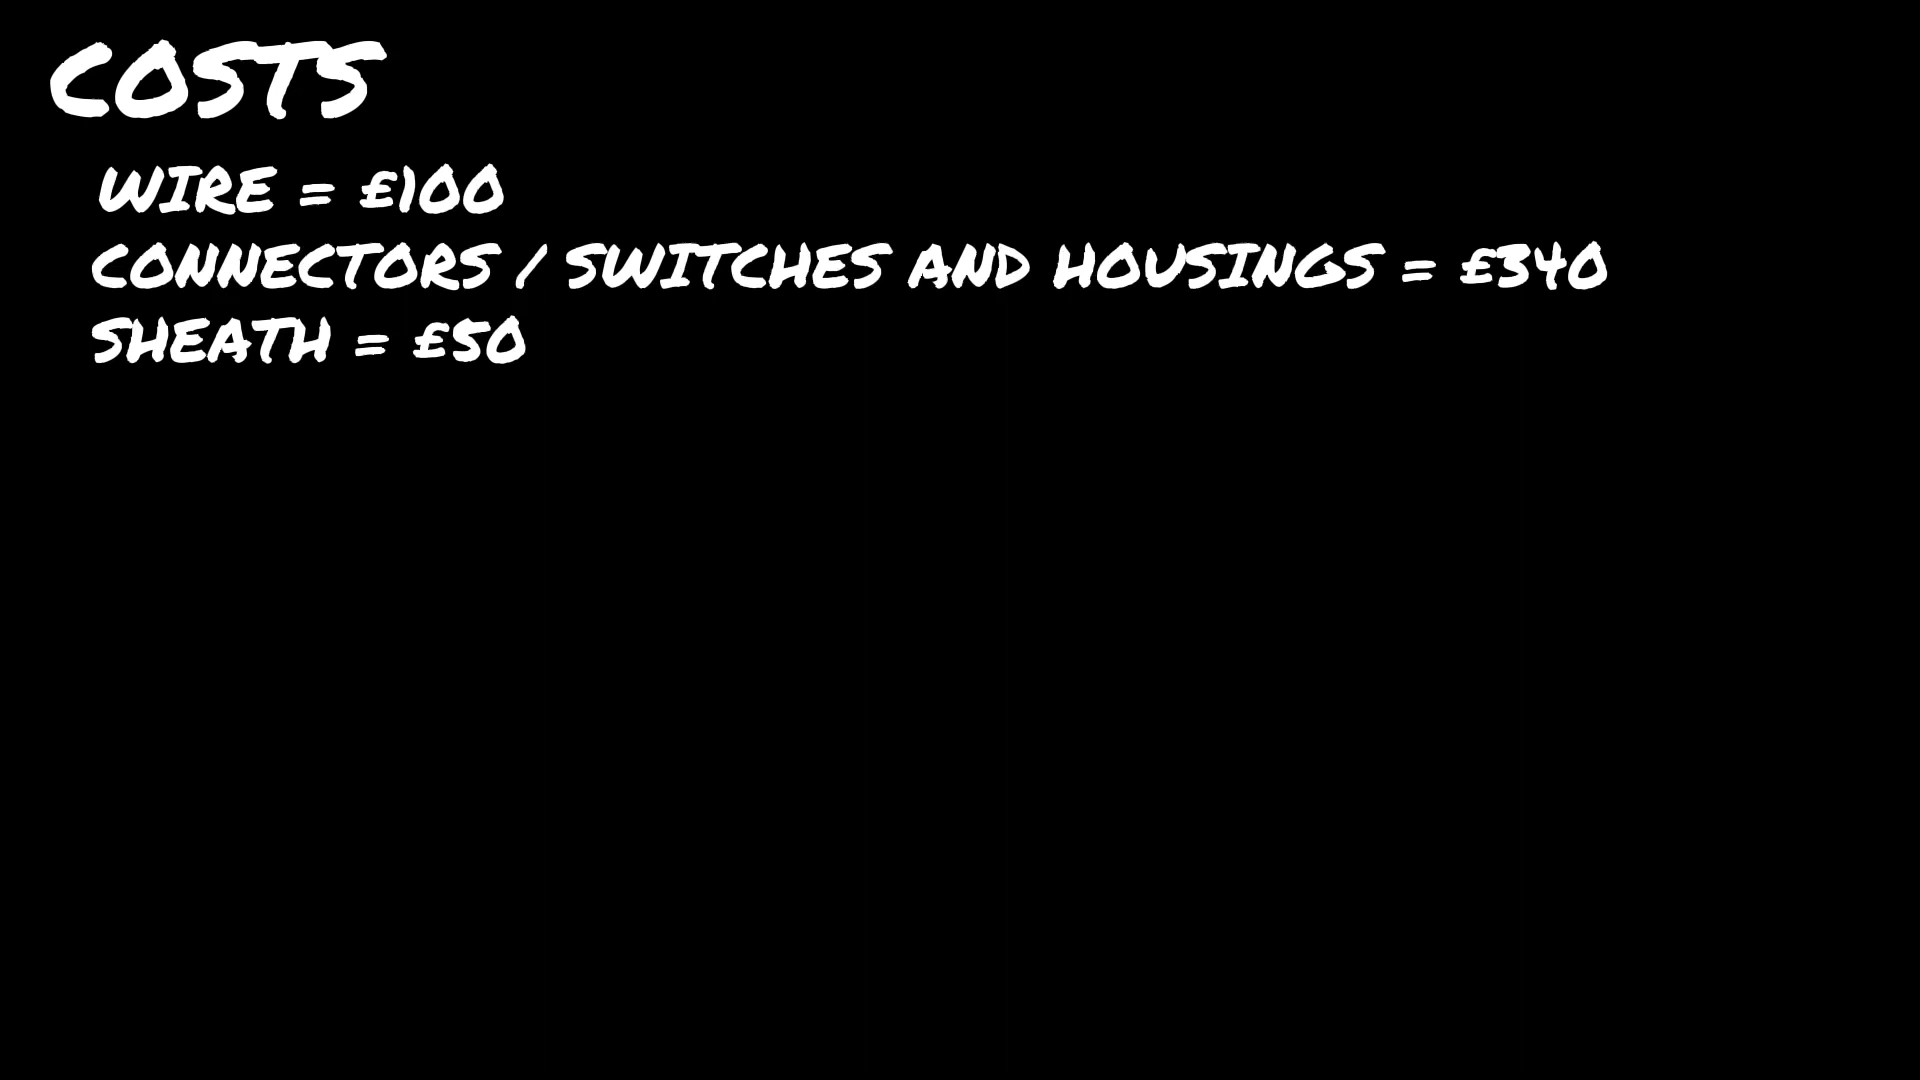 COSTS
WIRE = £100
CONNECTORS / SWITCHES AND HOUSINGS = £340
SHEATH = £50